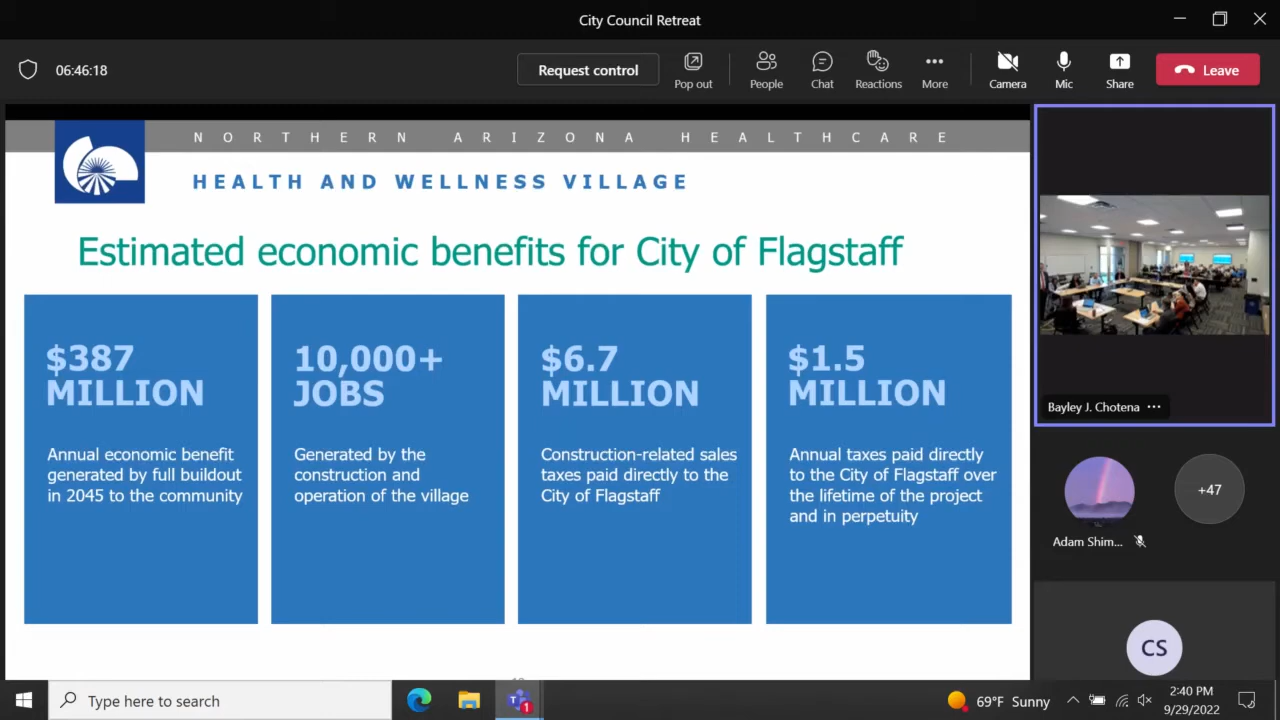 City Council Retreat
06:46:18
Request control
Pop out
People
Chat
Reactions
More
Camera
Mic
Share
Leave
NORTHERN ARIZONA HEALTHCARE
HEALTH AND WELLNESS VILLAGE
Estimated economic benefits for City of Flagstaff
$387
MILLION
Annual economic benefit
generated by full buildout
in 2045 to the community
10,000+
JOBS
Generated by the
construction and
operation of the village
$6.7
MILLION
Construction-related sales
taxes paid directly to the
City of Flagstaff
$1.5
MILLION
Annual taxes paid directly
to the City of Flagstaff over
the lifetime of the project
and in perpetuity
Bayley J. Chotena
Adam Shim...
+47
CS
Type here to search
1
69°F Sunny
2:40 PM
9/29/2022